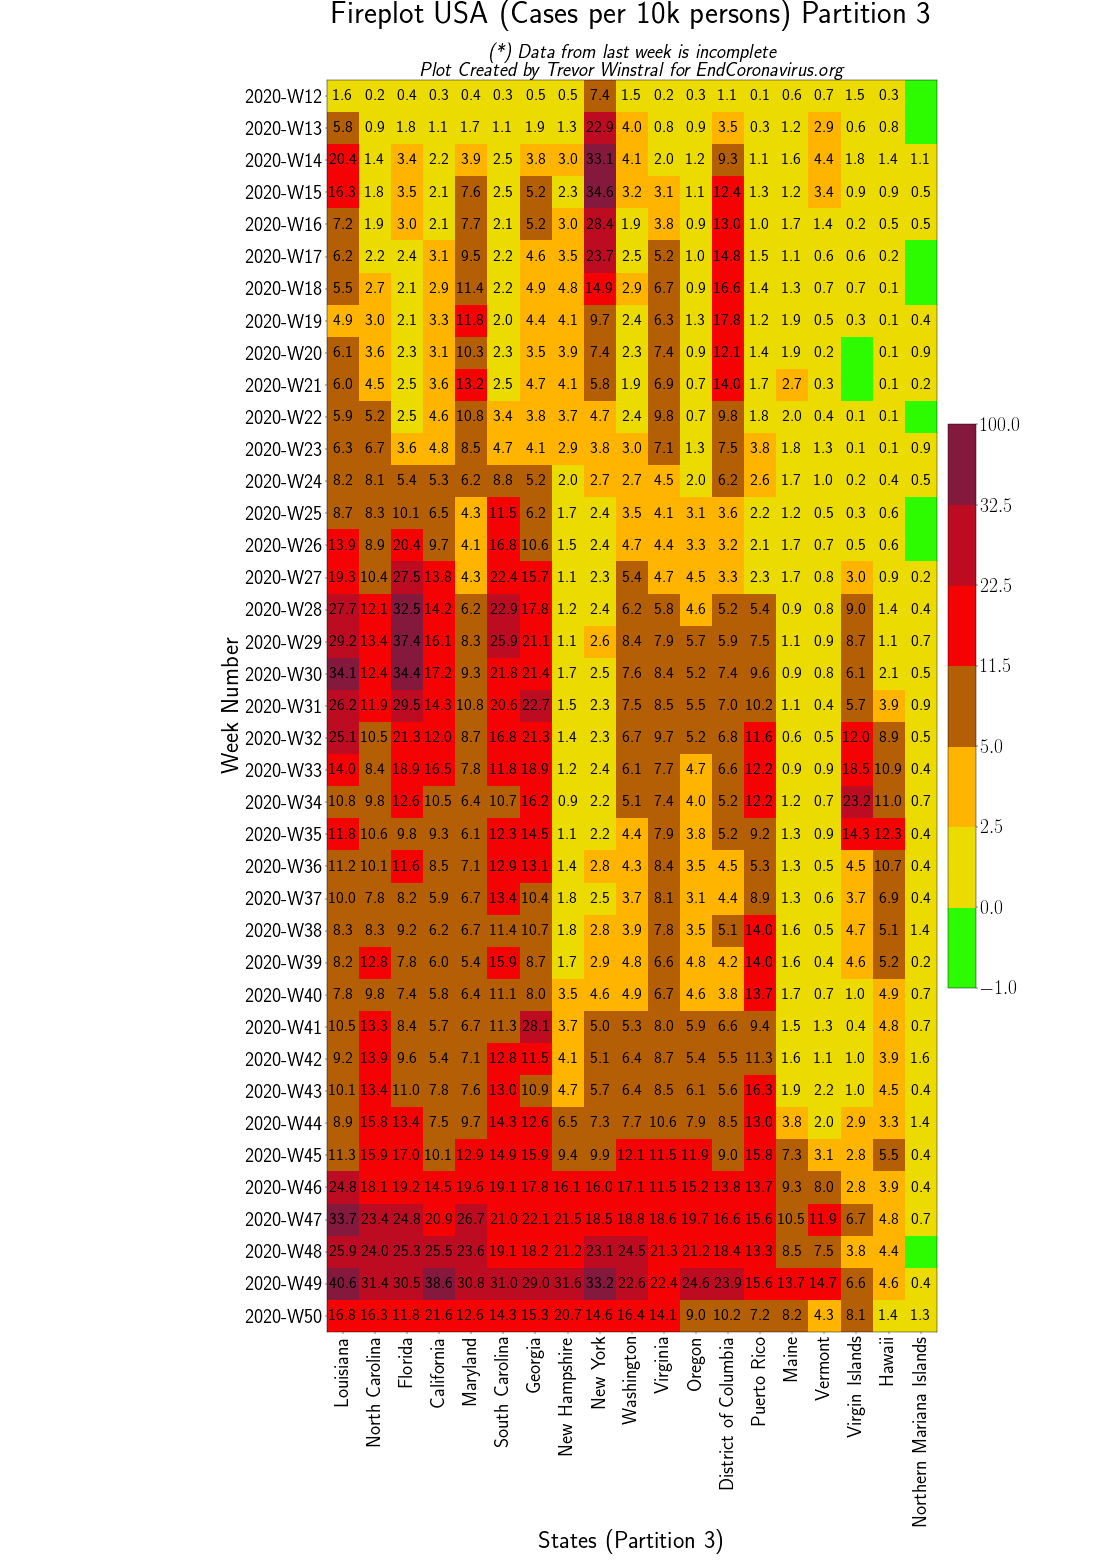 Fireplot USA (Cases per 10k persons) Partition 3
(*) Data from last week is incomplete
Plot Created by Trevor Winstral for EndCoronavirus.org
2020-W12 1.6 0.2 0.4 0.3 0.4 0.3 0.5 0.5 7.4 1.5 0.2 0.3 1.1 0.1 0.6 0.7 1.5 0.3
2020-W13 5.8 0.9 1.8 1.1 1.7 1.1 1.9 1.3 22.9 4.0 0.8 0.9 3.5 0.3 1.2 2.9 0.6 0.8
2020-W14 20.4 1.4 3.4 2.2 3.9 2.5 3.8 3.0 33.1 4.1 2.0 1.2 9.3 1.1 1.6 4.4 1.8 1.4 1.1
2020-W15 16.3 1.8 3.5 2.1 7.6 2.5 5.2 2.3 34.6 3.2 3.1 1.1 12.4 1.3 1.2 3.4 0.9 0.9 0.5
2020-W16 7.2 1.9 3.0 2.1 7.7 2.1 5.2 3.0 28.4 1.9 3.8 0.9 13.0 1.0 1.7 1.4 0.2 0.5 0.5
2020-W17 6.2 2.2 2.4 3.1 9.5 2.2 4.6 3.5 23.7 2.5 5.2 1.0 14.8 1.5 1.1 0.6 0.6 0.2
2020-W18 5.5 2.7 2.1 2.9 11.4 2.2 4.9 4.8 14.9 2.9 6.7 0.9 16.6 1.4 1.3 0.7 0.7 0.1
2020-W19 4.9 3.0 2.1 3.3 11.8 2.0 4.4 4.1 9.7 2.4 6.3 1.3 17.8 1.2 1.9 0.5 0.3 0.1 0.4
2020-W20 6.1 3.6 2.3 3.1 10.3 2.3 3.5 3.9 7.4 2.3 7.4 0.9 12.1 1.4 1.9 0.2 0.1 0.9
2020-W21 6.0 4.5 2.5 3.6 13.2 2.5 4.7 4.1 5.8 1.9 6.9 0.7 14.0 1.7 2.7 0.3 0.1 0.2
2020-W22 5.9 5.2 2.5 4.6 10.8 3.4 3.8 3.7 4.7 2.4 9.8 0.7 9.8 1.8 2.0 0.4 0.1 0.1
2020-W23 6.3 6.7 3.6 4.8 8.5 4.7 4.1 2.9 3.8 3.0 7.1 1.3 7.5 3.8 1.8 1.3 0.1 0.1 0.9
2020-W24 8.2 8.1 5.4 5.3 6.2 8.8 5.2 2.0 2.7 2.7 4.5 2.0 6.2 2.6 1.7 1.0 0.2 0.4 0.5
2020-W25 8.7 8.3 10.1 6.5 4.3 11.5 6.2 1.7 2.4 3.5 4.1 3.1 3.6 2.2 1.2 0.5 0.3 0.6
2020-W26 13.9 8.9 20.4 9.7 4.1 16.8 10.6 1.5 2.4 4.7 4.4 3.3 3.2 2.1 1.7 0.7 0.5 0.6
2020-W27 19.3 10.4 27.5 13.8 4.3 22.4 15.7 1.1 2.3 5.4 4.7 4.5 3.3 2.3 1.7 0.8 3.0 0.9 0.2
2020-W28 27.7 12.1 32.5 14.2 6.2 22.9 17.8 1.2 2.4 6.2 5.8 4.6 5.2 5.4 0.9 0.8 9.0 1.4 0.4
2020-W29 29.2 13.4 37.4 16.1 8.3 25.9 21.1 1.1 2.6 8.4 7.9 5.7 5.9 7.5 1.1 0.9 8.7 1.1 0.7
2020-W30 34.1 12.4 34.4 17.2 9.3 21.8 21.4 1.7 2.5 7.6 8.4 5.2 7.4 9.6 0.9 0.8 6.1 2.1 0.5
2020-W31 26.2 11.9 29.5 14.3 10.8 20.6 22.7 1.5 2.3 7.5 8.5 5.5 7.0 10.2 1.1 0.4 5.7 3.9 0.9
2020-W32 25.1 10.5 21.3 12.0 8.7 16.8 21.3 1.4 2.3 6.7 9.7 5.2 6.8 11.6 0.6 0.5 12.0 8.9 0.5
2020-W33 14.0 8.4 18.9 16.5 7.8 11.8 18.9 1.2 2.4 6.1 7.7 4.7 6.6 12.2 0.9 0.9 18.5 10.9 0.4
2020-W34 10.8 9.8 12.6 10.5 6.4 10.7 16.2 0.9 2.2 5.1 7.4 4.0 5.2 12.2 1.2 0.7 23.2 11.0 0.7
2020-W35 11.8 10.6 9.8 9.3 6.1 12.3 14.5 1.1 2.2 4.4 7.9 3.8 5.2 9.2 1.3 0.9 14.3 12.3 0.4
2020-W36 11.2 10.1 11.6 8.5 7.1 12.9 13.1 1.4 2.8 4.3 8.4 3.5 4.5 5.3 1.3 0.5 4.5 10.7 0.4
2020-W37 10.0 7.8 8.2 5.9 6.7 13.4 10.4 1.8 2.5 3.7 8.1 3.1 4.4 8.9 1.3 0.6 3.7 6.9 0.4
2020-W38 8.3 8.3 9.2 6.2 6.7 11.4 10.7 1.8 2.8 3.9 7.8 3.5 5.1 14.0 1.6 0.5 4.7 5.1 1.4
2020-W39 8.2 12.8 7.8 6.0 5.4 15.9 8.7 1.7 2.9 4.8 6.6 4.8 4.2 14.0 1.6 0.4 4.6 5.2 0.2
2020-W40 7.8 9.8 7.4 5.8 6.4 11.1 8.0 3.5 4.6 4.9 6.7 4.6 3.8 13.7 1.7 0.7 1.0 4.9 0.7
2020-W41 10.5 13.3 8.4 5.7 6.7 11.3 28.1 3.7 5.0 5.3 8.0 5.9 6.6 9.4 1.5 1.3 0.4 4.8 0.7
2020-W42 9.2 13.9 9.6 5.4 7.1 12.8 11.5 4.1 5.1 6.4 8.7 5.4 5.5 11.3 1.6 1.1 1.0 3.9 1.6
2020-W43 10.1 13.4 11.0 7.8 7.6 13.0 10.9 4.7 5.7 6.4 8.5 6.1 5.6 16.3 1.9 2.2 1.0 4.5 0.4
2020-W44 8.9 15.8 13.4 7.5 9.7 14.3 12.6 6.5 7.3 7.7 10.6 7.9 8.5 13.0 3.8 2.0 2.9 3.3 1.4
2020-W45 11.3 15.9 17.0 10.1 12.9 14.9 15.9 9.4 9.9 12.1 11.5 11.9 9.0 15.8 7.3 3.1 2.8 5.5 0.4
2020-W46 24.8 18.1 19.2 14.5 19.6 19.1 17.8 16.1 16.0 17.1 11.5 15.2 13.8 13.7 9.3 8.0 2.8 3.9 0.4
2020-W47 33.7 23.4 24.8 20.9 26.7 21.0 22.1 21.5 18.5 18.8 18.6 19.7 16.6 15.6 10.5 11.9 6.7 4.8 0.7
2020-W48 25.9 24.0 25.3 25.5 23.6 19.1 18.2 21.2 23.1 24.5 21.3 21.2 18.4 13.3 8.5 7.5 3.8 4.4
2020-W49 40.6 31.4 30.5 38.6 30.8 31.0 29.0 31.6 33.2 22.6 22.4 24.6 23.9 15.6 13.7 14.7 6.6 4.6 0.4
2020-W50 16.8 16.3 11.8 21.6 12.6 14.3 15.3 20.7 14.6 16.4 14.1 9.0 10.2 7.2 8.2 4.3 8.1 1.4 1.3
Week Number
Louisiana
North Carolina
Florida
California
Maryland
South Carolina
Georgia
New Hampshire
New York
Washington
Virginia
Oregon
District of Columbia
Puerto Rico
Maine
Vermont
Virgin Islands
Hawaii
Northern Mariana Islands
States (Partition 3)
100.0
32.5
22.5
11.5
5.0
2.5
0.0
−1.0